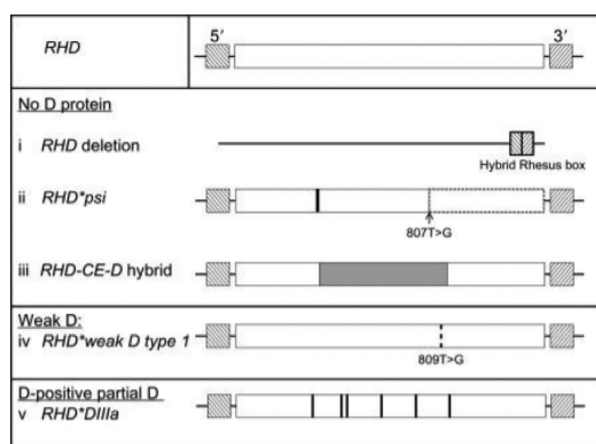 RHD 5′ 3′
No D protein
i RHD deletion
Hybrid Rhesus box
ii RHD*psi
807T>G
iii RHD-CE-D hybrid
Weak D:
iv RHD*weak D type 1
809T>G
D-positive partial D
v RHD*DIIIa